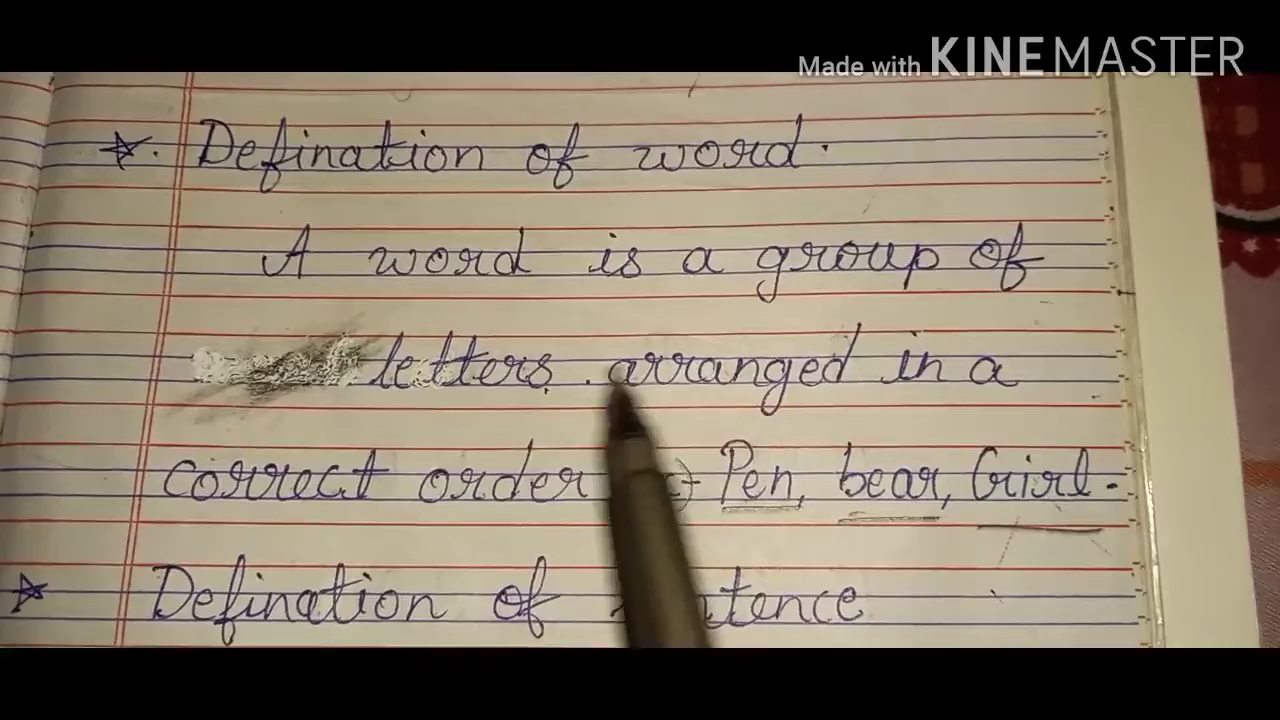 Made with KINEMASTER
Defination of word.
A word is a group of
letters. arranged in a
correct order Pen, bear, Girl.
Defination of